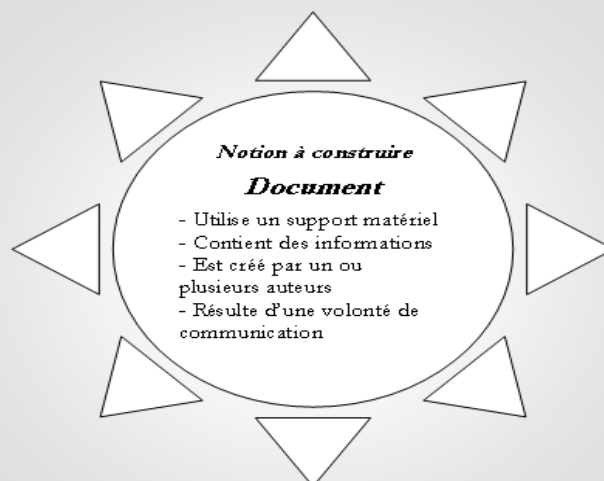 Notion à construire
Document
- Utilise un support matériel
- Contient des informations
- Est créé par un ou
plusieurs auteurs
- Résulte d'une volonté de
communication